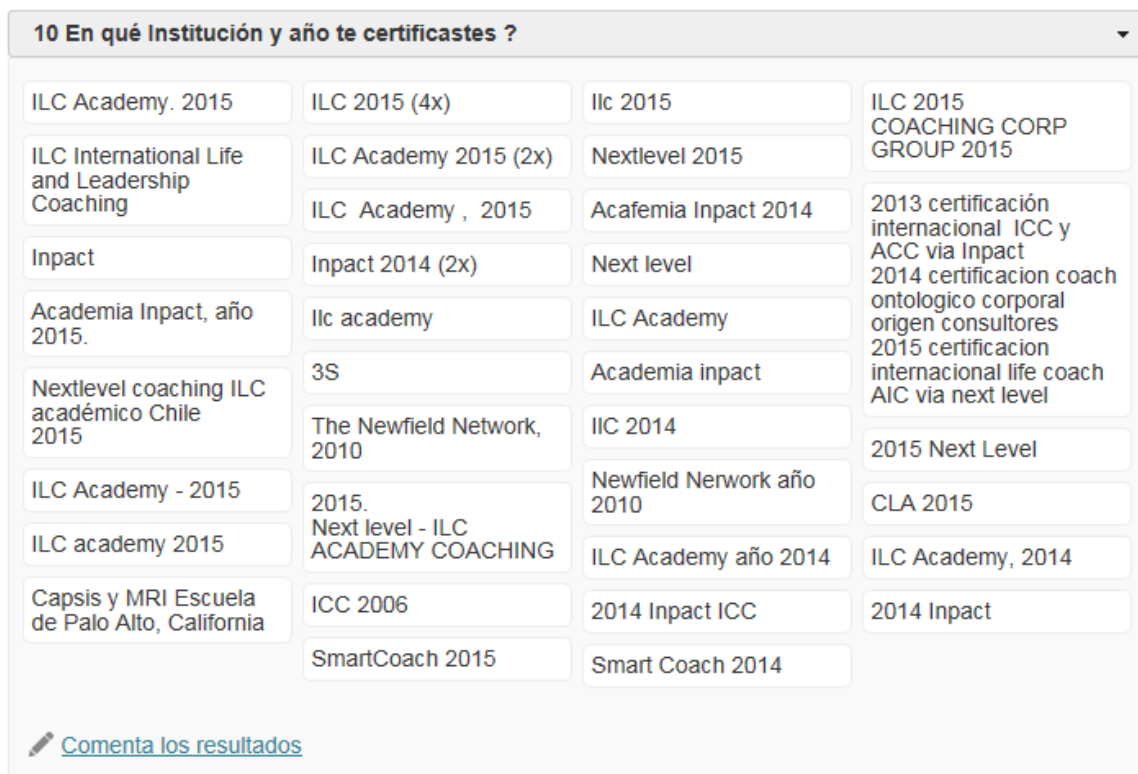 10 En qué Institución y año te certificastes ?
ILC Academy. 2015
ILC International Life
and Leadership
Coaching
Inpact
Academia Inpact, año
2015.
Nextlevel coaching ILC
académico Chile
2015
ILC Academy - 2015
ILC academy 2015
Capsis y MRI Escuela
de Palo Alto, California
ILC 2015 (4x)
ILC Academy 2015 (2x)
ILC Academy , 2015
Inpact 2014 (2x)
Ilc academy
3S
The Newfield Network,
2010
2015.
Next level - ILC
ACADEMY COACHING
ICC 2006
SmartCoach 2015
Ilc 2015
Nextlevel 2015
Acafemia Inpact 2014
Next level
ILC Academy
Academia inpact
IIC 2014
Newfield Nerwork año
2010
ILC Academy año 2014
2014 Inpact ICC
Smart Coach 2014
ILC 2015
COACHING CORP
GROUP 2015
2013 certificación
internacional ICC y
ACC via Inpact
2014 certificacion coach
ontologico corporal
origen consultores
2015 certificacion
internacional life coach
AIC via next level
2015 Next Level
CLA 2015
ILC Academy, 2014
2014 Inpact
Comenta los resultados